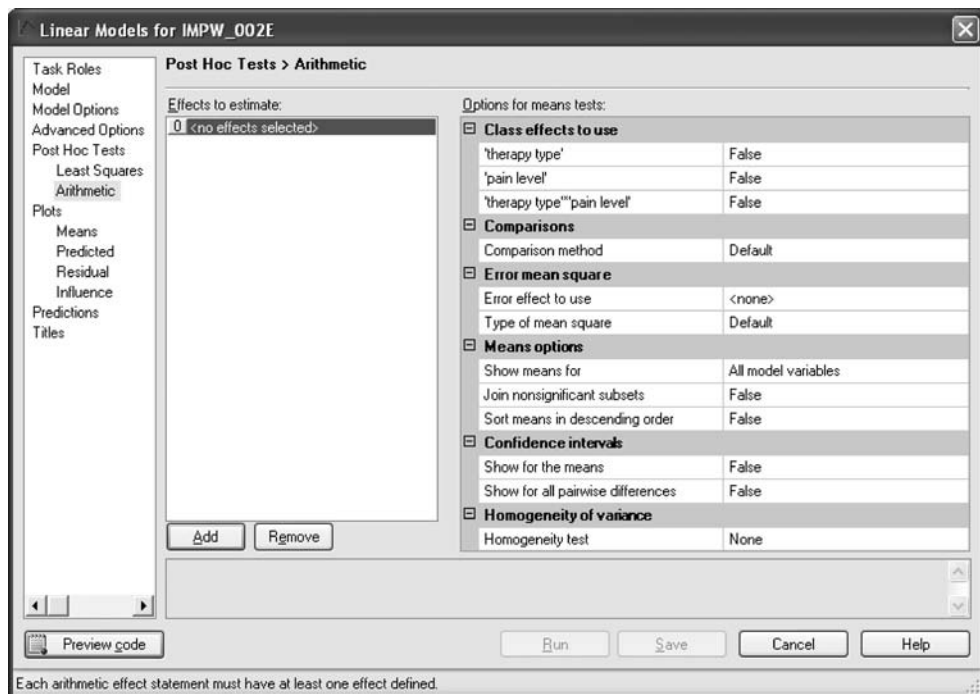 Linear Models for IMPW_002E
Task Roles
Model
Model Options
Advanced Options
Post Hoc Tests
Least Squares
Arithmetic
Plots
Means
Predicted
Residual
Influence
Predictions
Titles
Post Hoc Tests > Arithmetic
Effects to estimate:
0 <no effects selected>
Add Remove
Options for means tests:
Class effects to use
'therapy type' False
'pain level' False
'therapy type'*'pain level' False
Comparisons
Comparison method Default
Error mean square
Error effect to use <none>
Type of mean square Default
Means options
Show means for All model variables
Join nonsignificant subsets False
Sort means in descending order False
Confidence intervals
Show for the means False
Show for all pairwise differences False
Homogeneity of variance
Homogeneity test None
Preview code Run Save Cancel Help
Each arithmetic effect statement must have at least one effect defined.